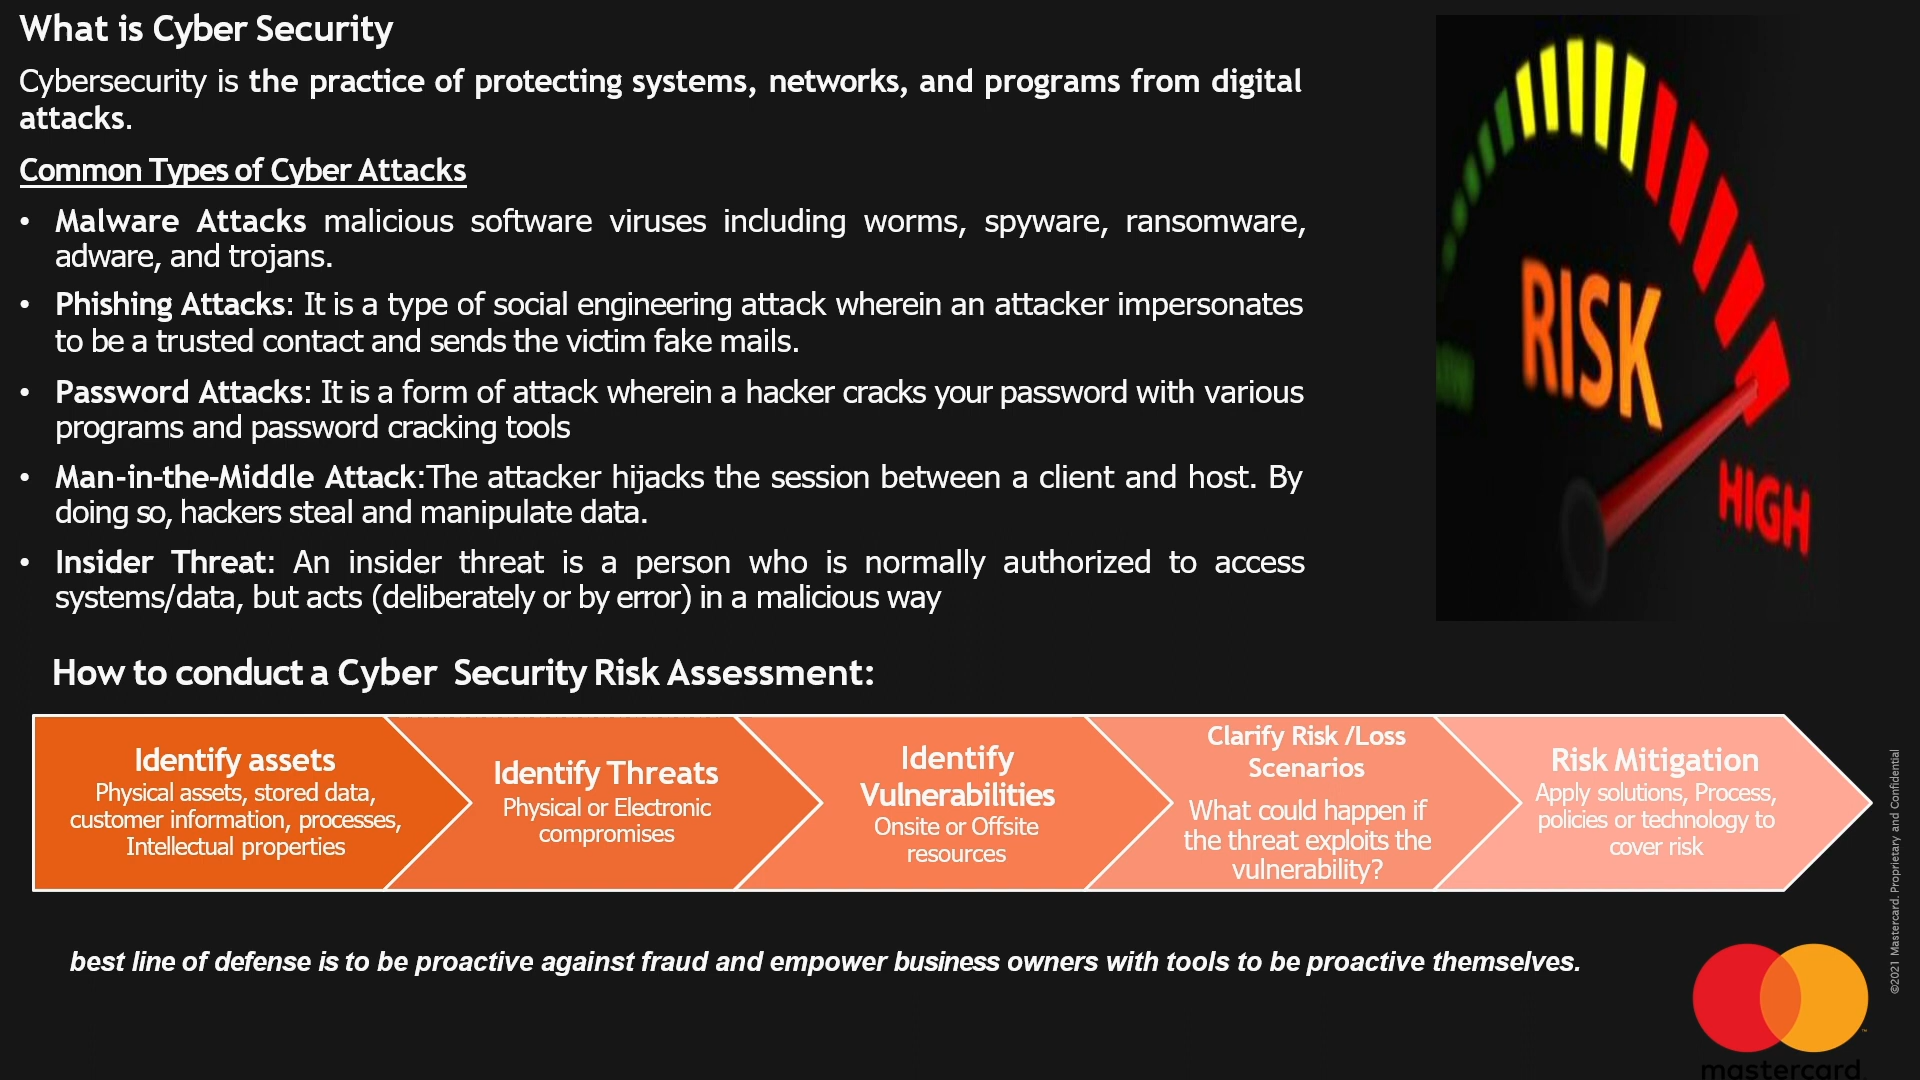 What is Cyber Security
Cybersecurity is the practice of protecting systems, networks, and programs from digital
attacks.
Common Types of Cyber Attacks
• Malware Attacks malicious software viruses including worms, spyware, ransomware,
adware, and trojans.
• Phishing Attacks: It is a type of social engineering attack wherein an attacker impersonates
to be a trusted contact and sends the victim fake mails.
• Password Attacks: It is a form of attack wherein a hacker cracks your password with various
programs and password cracking tools
• Man-in-the-Middle Attack:The attacker hijacks the session between a client and host. By
doing so, hackers steal and manipulate data.
• Insider Threat: An insider threat is a person who is normally authorized to access
systems/data, but acts (deliberately or by error) in a malicious way
RISK
HIGH
How to conduct a Cyber Security Risk Assessment:
Identify assets
Physical assets, stored data,
customer information, processes,
Intellectual properties
Identify Threats
Physical or Electronic
compromises
Identify
Vulnerabilities
Onsite or Offsite
resources
Clarify Risk /Loss
Scenarios
What could happen if
the threat exploits the
vulnerability?
Risk Mitigation
Apply solutions, Process,
policies or technology to
cover risk
best line of defense is to be proactive against fraud and empower business owners with tools to be proactive themselves.
©2021 Mastercard. Proprietary and Confidential
mastercard.